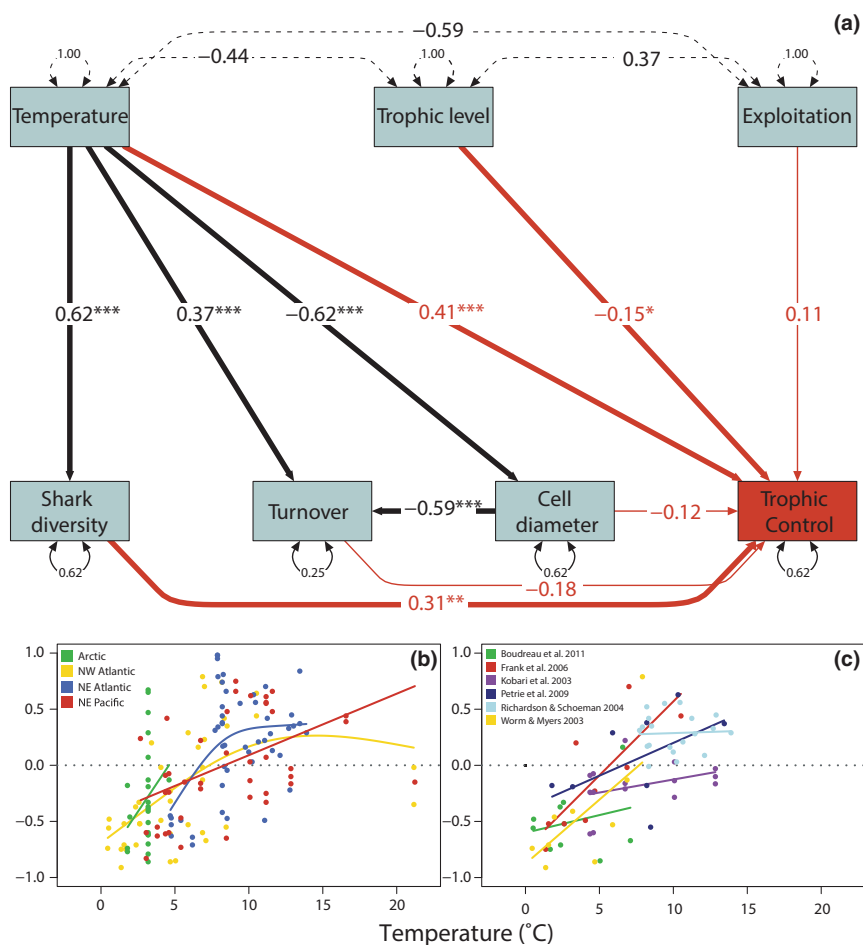 (a)
−0.59
1.00
−0.44
1.00
0.37
1.00
Temperature
Trophic level
Exploitation
0.62***
0.37***
−0.62***
0.41***
−0.15*
0.11
Shark
diversity
Turnover
−0.59***
Cell
diameter
−0.12
Trophic
Control
0.62
0.25
0.62
0.62
−0.18
0.31**
(b)
1.0
0.5
0.0
−0.5
−1.0
Arctic
NW Atlantic
NE Atlantic
NE Pacific
0
5
10
15
20
(c)
1.0
0.5
0.0
−0.5
−1.0
Boudreau et al. 2011
Frank et al. 2006
Kobari et al. 2003
Petrie et al. 2009
Richardson & Schoeman 2004
Worm & Myers 2003
0
5
10
15
20
Temperature (˚C)